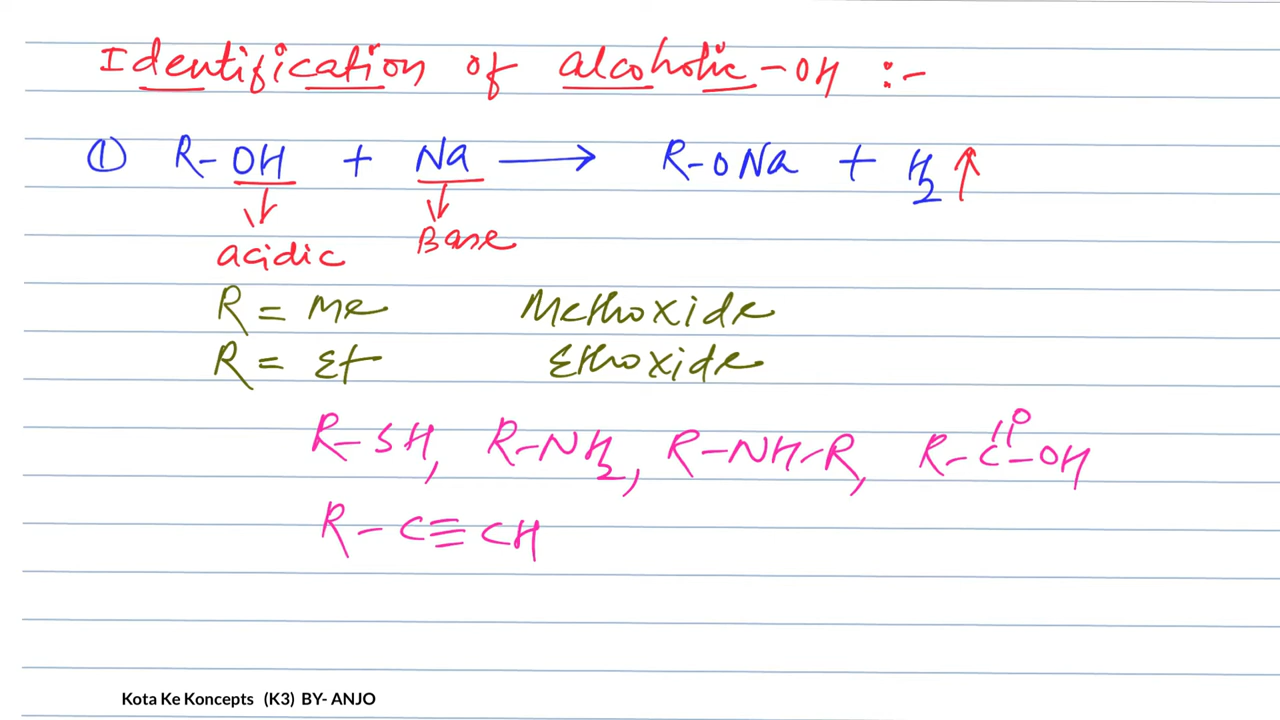 Identification of alcoholic-OH :-
① R-OH + Na ⟶ R-ONa + H₂ ↑
acidic Base
R = Me Methoxide
R = Et Ethoxide
R-SH, R-NH₂, R-NH-R, R-C(=O)-OH
R-C≡CH
Kota Ke Koncepts (K3) BY- ANJO